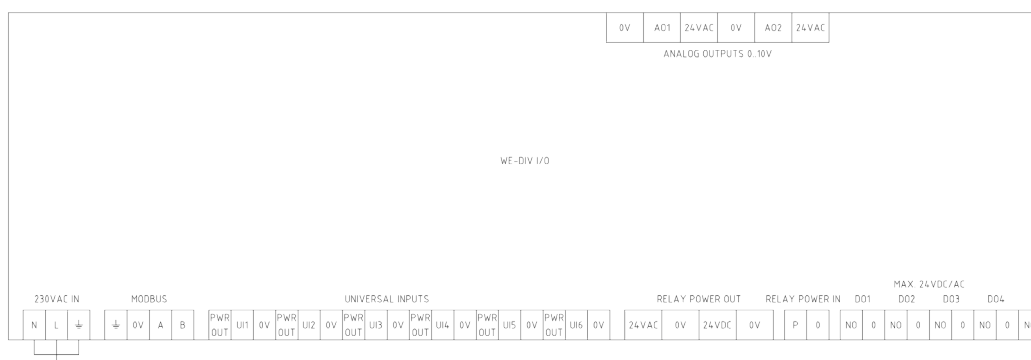 0V A01 24VAC 0V A02 24VAC
ANALOG OUTPUTS 0..10V
WE-DIV I/O
MAX. 24VDC/AC
230VAC IN MODBUS UNIVERSAL INPUTS RELAY POWER OUT RELAY POWER IN DO1 DO2 DO3 DO4
N L ⏚ ⏚ 0V A B PWR OUT UI1 0V PWR OUT UI2 0V PWR OUT UI3 0V PWR OUT UI4 0V PWR OUT UI5 0V PWR OUT UI6 0V 24VAC 0V 24VDC 0V P 0 NO 0 NO 0 NO 0 NO 0